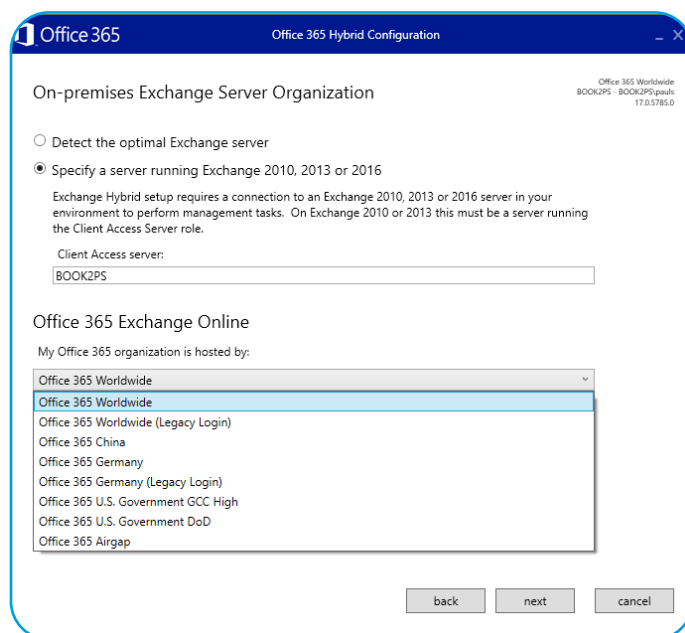 Office 365
Office 365 Hybrid Configuration
On-premises Exchange Server Organization
Office 365 Worldwide
BOOK2PS - BOOK2PS\pauls
17.0.5785.0
Detect the optimal Exchange server
Specify a server running Exchange 2010, 2013 or 2016
Exchange Hybrid setup requires a connection to an Exchange 2010, 2013 or 2016 server in your
environment to perform management tasks. On Exchange 2010 or 2013 this must be a server running
the Client Access Server role.
Client Access server:
BOOK2PS
Office 365 Exchange Online
My Office 365 organization is hosted by:
Office 365 Worldwide
Office 365 Worldwide
Office 365 Worldwide (Legacy Login)
Office 365 China
Office 365 Germany
Office 365 Germany (Legacy Login)
Office 365 U.S. Government GCC High
Office 365 U.S. Government DoD
Office 365 Airgap
back
next
cancel